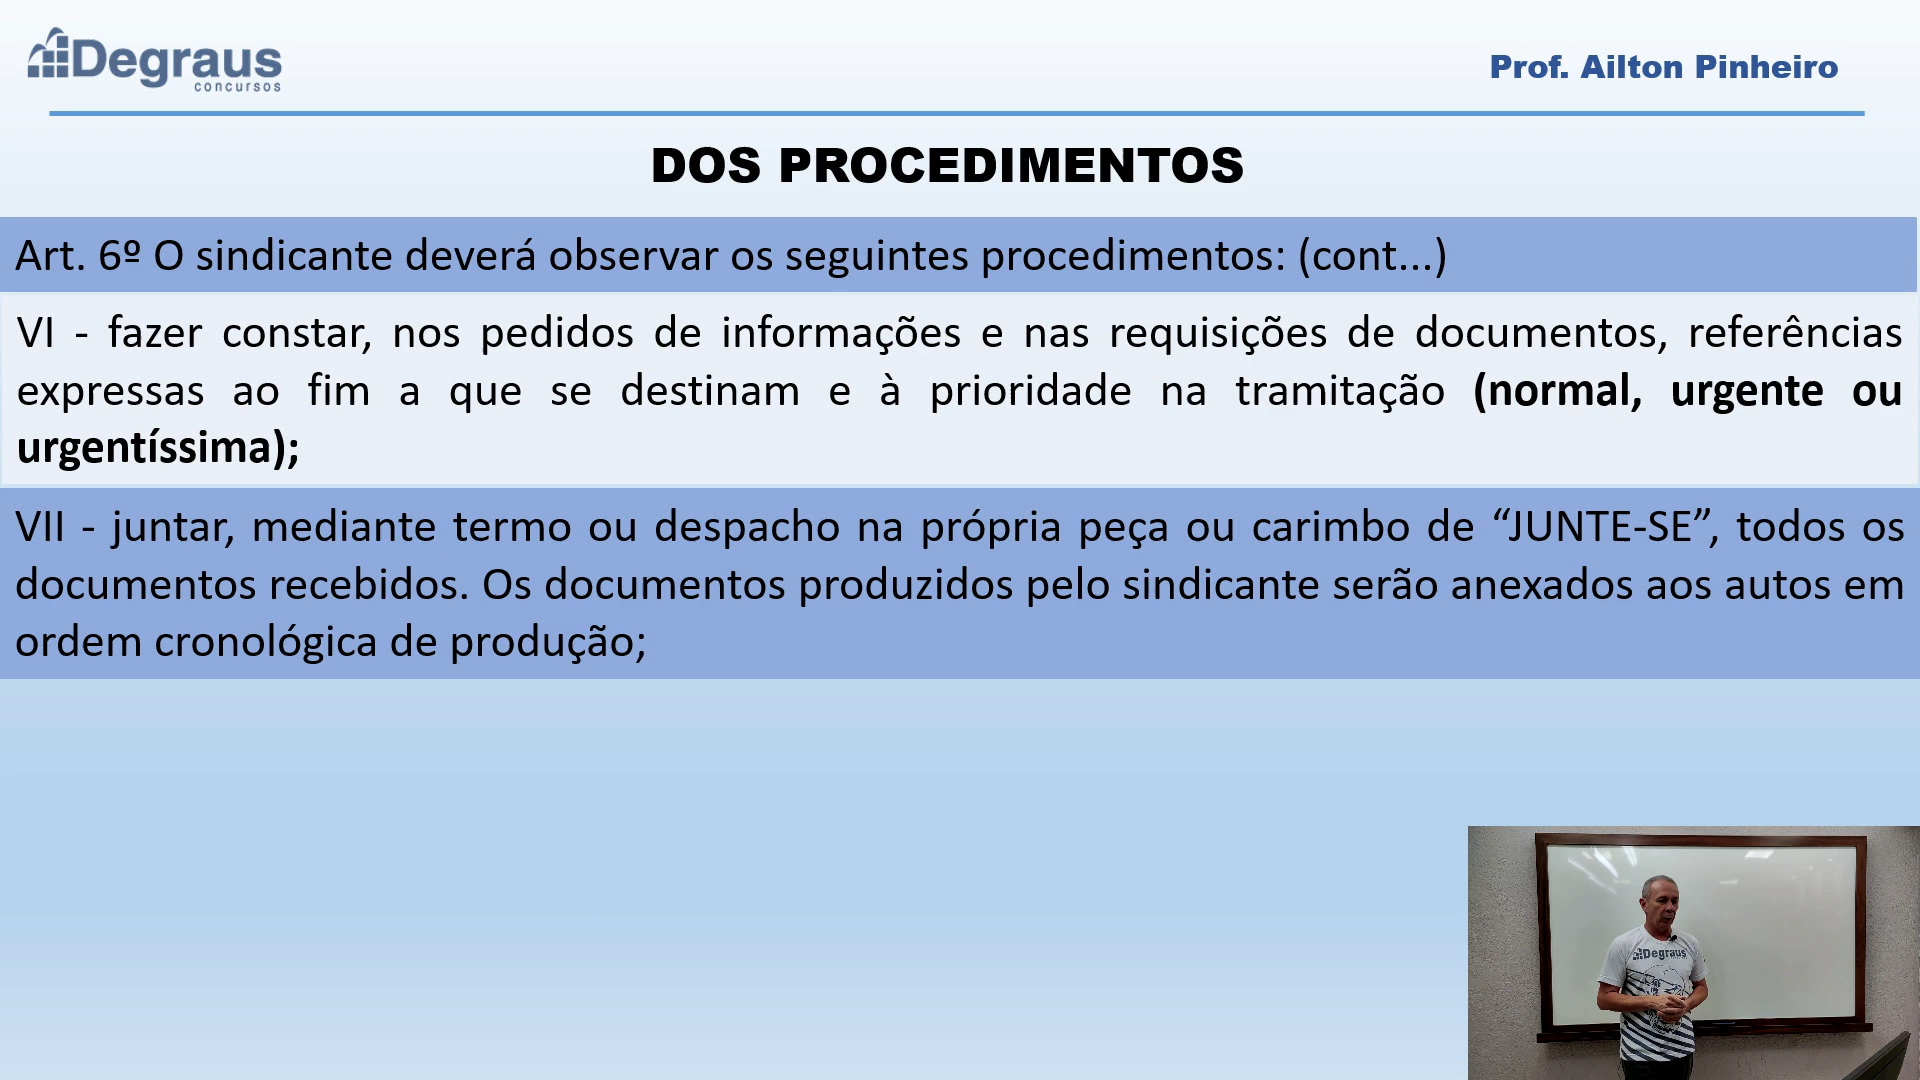 Degraus
concursos
Prof. Ailton Pinheiro
DOS PROCEDIMENTOS
Art. 6º O sindicante deverá observar os seguintes procedimentos: (cont...)
VI - fazer constar, nos pedidos de informações e nas requisições de documentos, referências
expressas ao fim a que se destinam e à prioridade na tramitação (normal, urgente ou
urgentíssima);
VII - juntar, mediante termo ou despacho na própria peça ou carimbo de “JUNTE-SE”, todos os
documentos recebidos. Os documentos produzidos pelo sindicante serão anexados aos autos em
ordem cronológica de produção;
Degraus